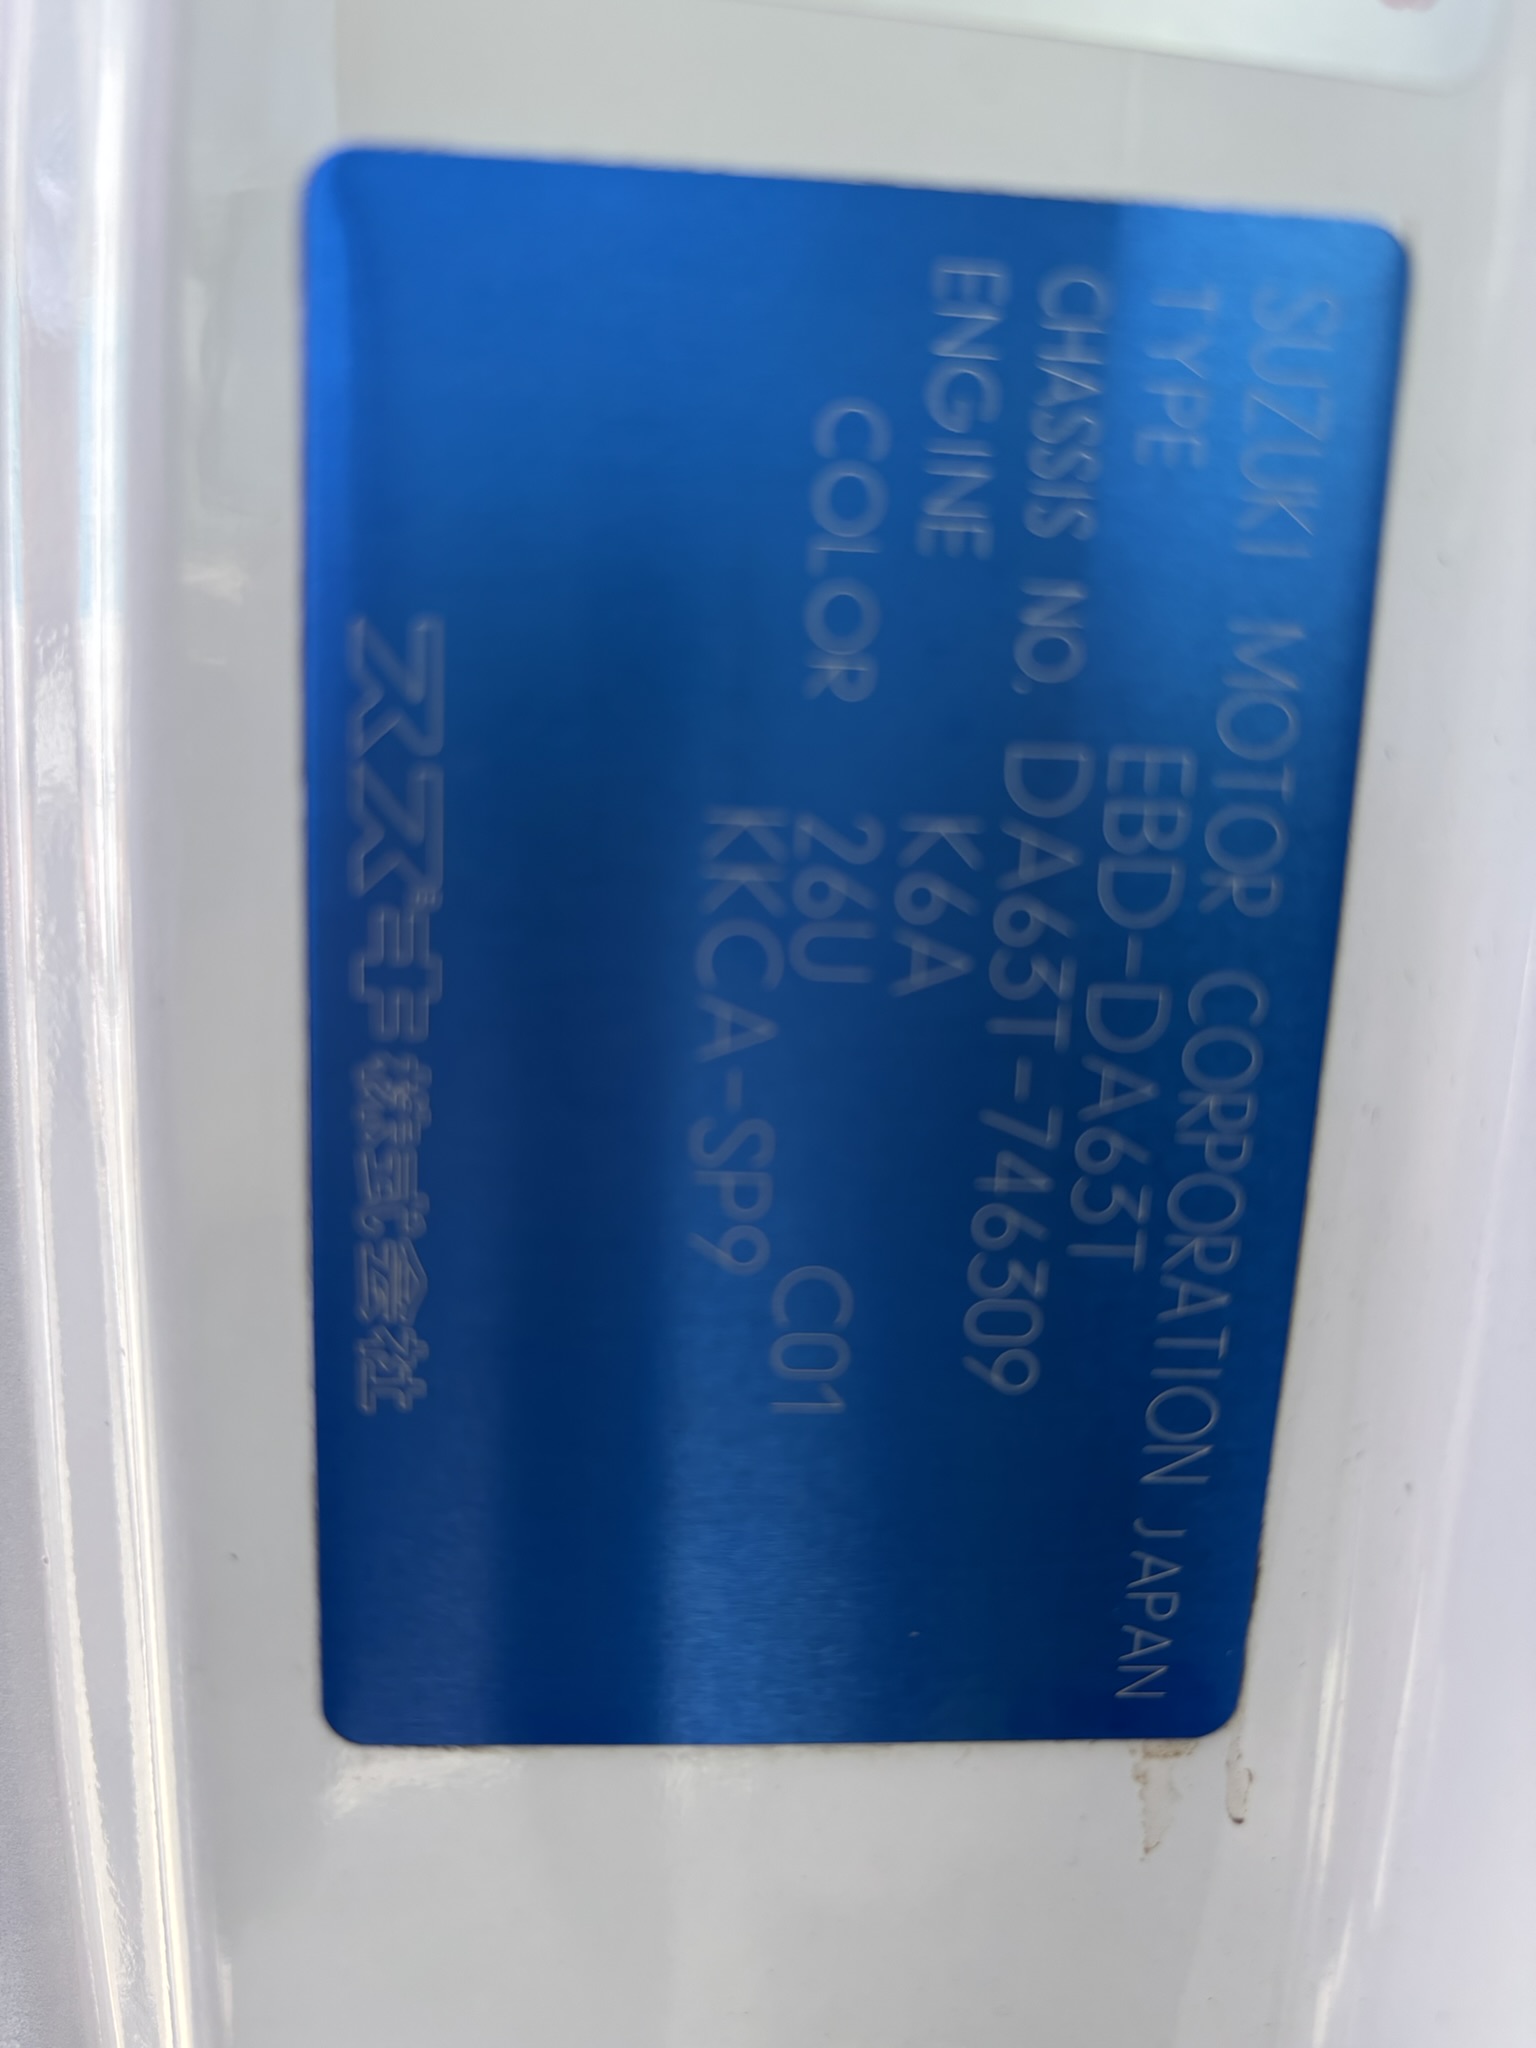 SUZUKI MOTOR CORPORATION JAPAN
TYPE EBD-DA63T
CHASSIS NO. DA63T-746309
ENGINE K6A
COLOR 26U C01
KKCA-SP9
スズキ株式会社